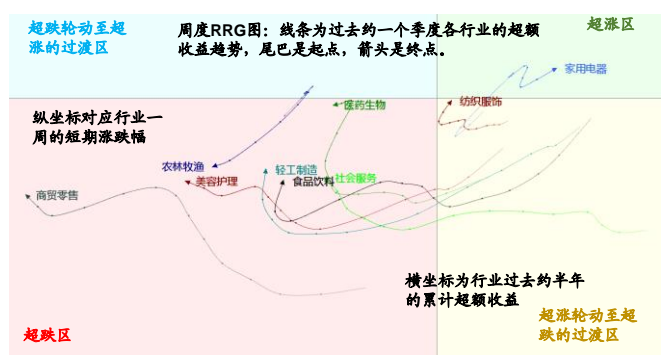 超跌轮动至超
涨的过渡区
周度RRG图：线条为过去约一个季度各行业的超额
收益趋势，尾巴是起点，箭头是终点。
超涨区
家用电器
纵坐标对应行业一
周的短期涨跌幅
医药生物
纺织服饰
农林牧渔
轻工制造
美容护理
食品饮料
社会服务
商贸零售
横坐标为行业过去约半年
的累计超额收益
超跌区
超涨轮动至超
跌的过渡区